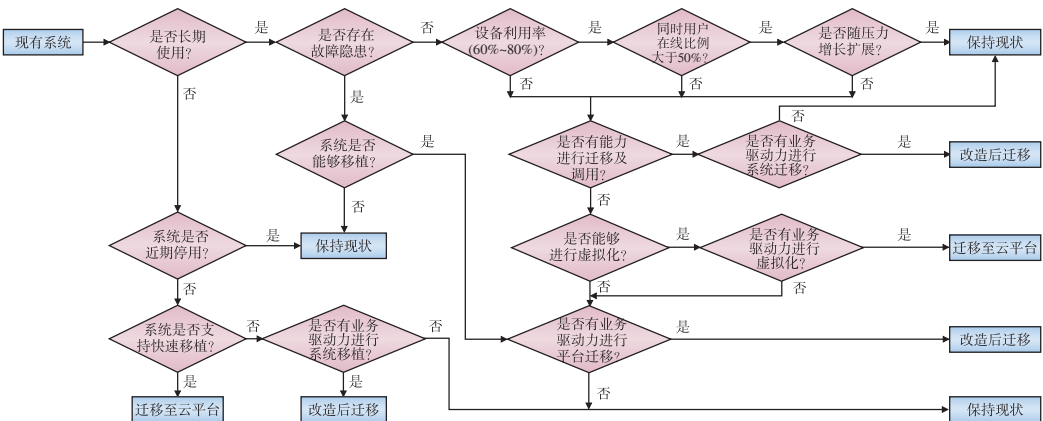 现有系统
是否长期
使用?
是
是否存在
故障隐患?
否
设备利用率
(60%~80%)?
是
同时用户
在线比例
大于50%?
是
是否随压力
增长扩展?
是
保持现状
否
是
否
否
否
系统是否
能够移植?
是
是否有能力
进行迁移及
调用?
是
否
是否有业务
驱动力进行
系统迁移?
是
改造后迁移
否
否
系统是否
近期停用?
是
保持现状
是否能够
进行虚拟化?
是
是否有业务
驱动力进行
虚拟化?
是
迁移至云平台
否
否
否
系统是否支
持快速移植?
否
是否有业务
驱动力进行
系统移植?
否
是否有业务
驱动力进行
平台迁移?
是
改造后迁移
是
是
否
迁移至云平台
改造后迁移
保持现状